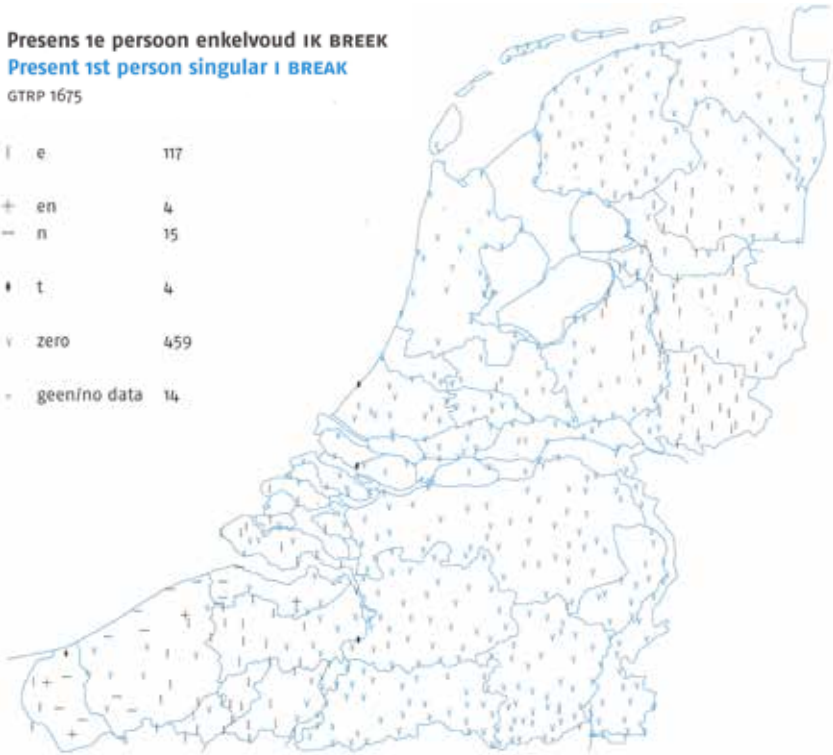 Presens 1e persoon enkelvoud IK BREEK
Present 1st person singular I BREAK
GTRP 1675
e 117
en 4
n 15
t 4
zero 459
geen/no data 14